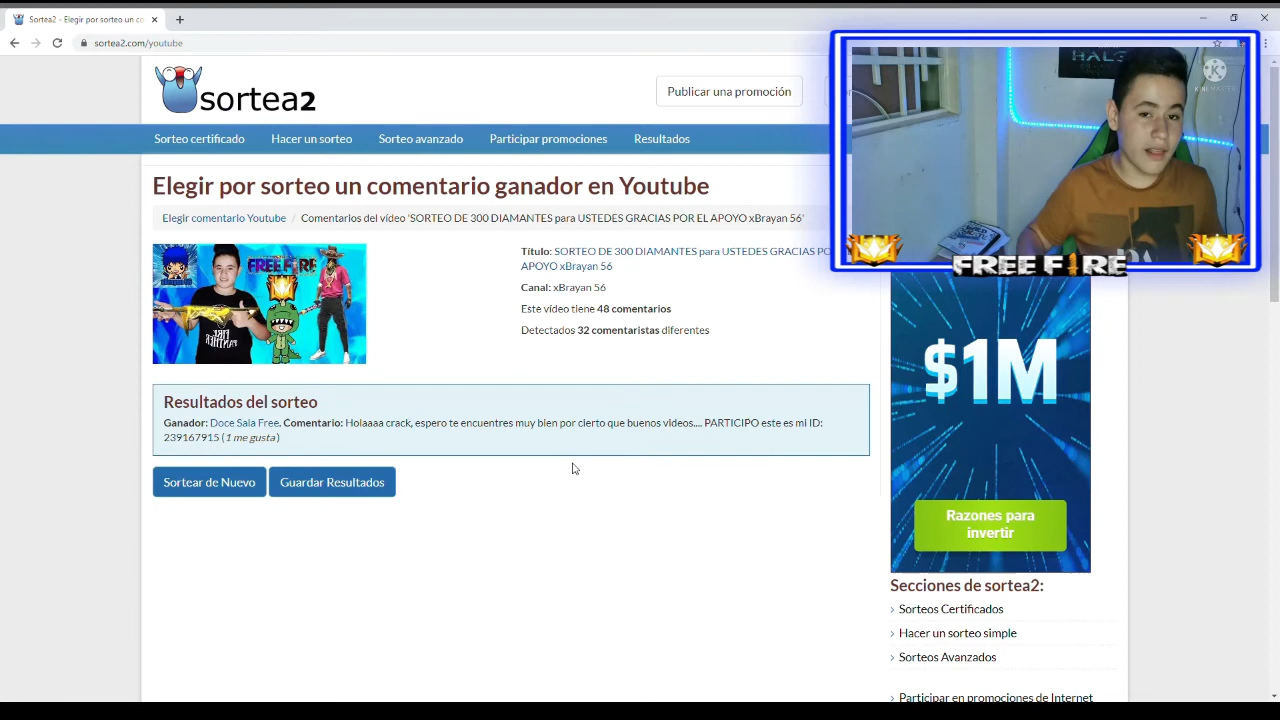 Sortea2 - Elegir por sorteo un co
sortea2.com/youtube
sortea2
Publicar una promoción
Sorteo certificado
Hacer un sorteo
Sorteo avanzado
Participar promociones
Resultados
KINEMASTER
FREE FIRE
Elegir por sorteo un comentario ganador en Youtube
Elegir comentario Youtube / Comentarios del vídeo 'SORTEO DE 300 DIAMANTES para USTEDES GRACIAS POR EL APOYO xBrayan 56'
FREE FIRE
Título: SORTEO DE 300 DIAMANTES para USTEDES GRACIAS PO
APOYO xBrayan 56
Canal: xBrayan 56
Este vídeo tiene 48 comentarios
Detectados 32 comentaristas diferentes
Resultados del sorteo
Ganador: Doce Sala Free. Comentario: Holaaaa crack, espero te encuentres muy bien por cierto que buenos videos.... PARTICIPO este es mi ID:
239167915 ( 1 me gusta )
Sortear de Nuevo
Guardar Resultados
$1M
Razones para
invertir
Secciones de sortea2:
Sorteos Certificados
Hacer un sorteo simple
Sorteos Avanzados
Participar en promociones de Internet